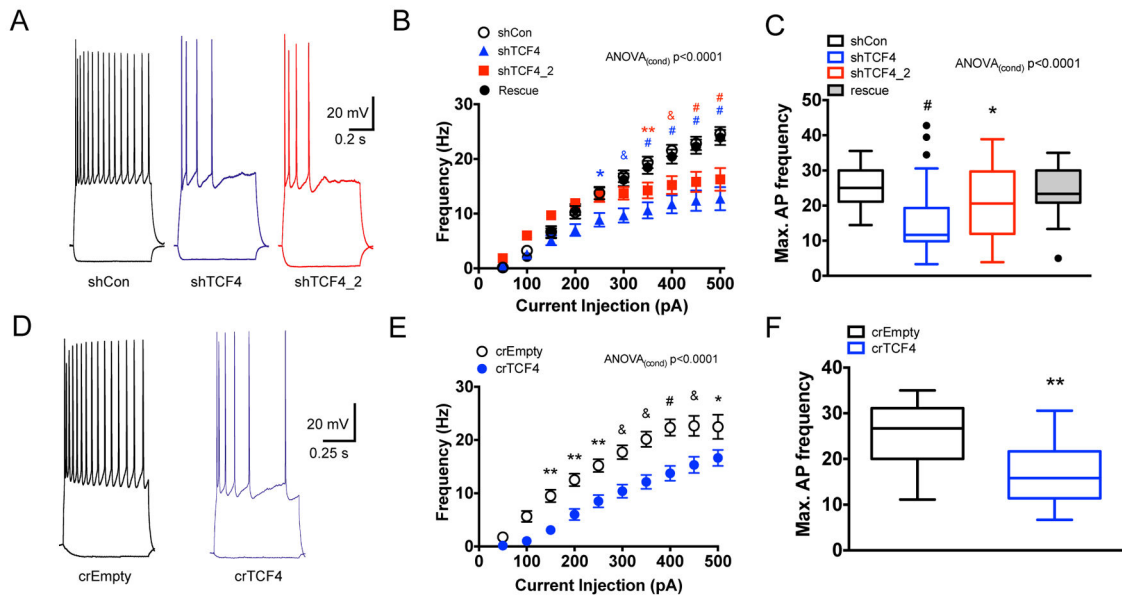 A
20 mV
0.2 s
shCon
shTCF4
shTCF4_2
B
shCon
shTCF4
shTCF4_2
Rescue
ANOVA(cond) p<0.0001
Frequency (Hz)
30
20
10
0
* & ** # & # # # # #
100 200 300 400 500
Current Injection (pA)
C
shCon
shTCF4
shTCF4_2
rescue
ANOVA(cond) p<0.0001
Max. AP frequency
50
40
30
20
10
0
# *
D
20 mV
0.25 s
crEmpty
crTCF4
E
crEmpty
crTCF4
ANOVA(cond) p<0.0001
Frequency (Hz)
30
20
10
0
** ** ** & & # & & *
100 200 300 400 500
Current Injection (pA)
F
crEmpty
crTCF4
Max. AP frequency
40
30
20
10
0
**